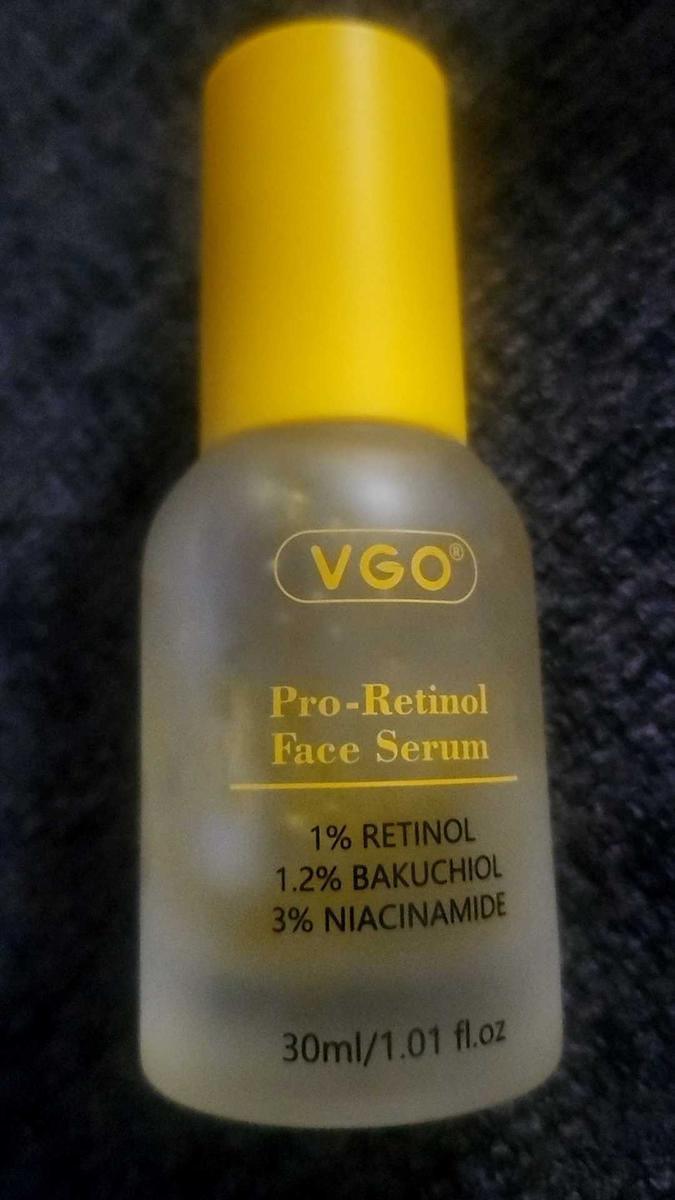 VGO®
Pro-Retinol
Face Serum
1% RETINOL
1.2% BAKUCHIOL
3% NIACINAMIDE
30ml/1.01 fl.oz